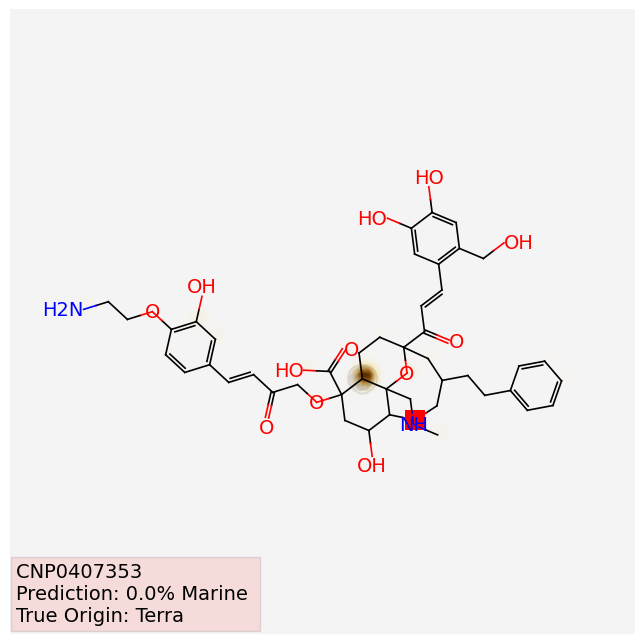 HO
HO
OH
OH
H2N
O
O
O
HO
O
O
O
NH
OH
CNP0407353
Prediction: 0.0% Marine
True Origin: Terra